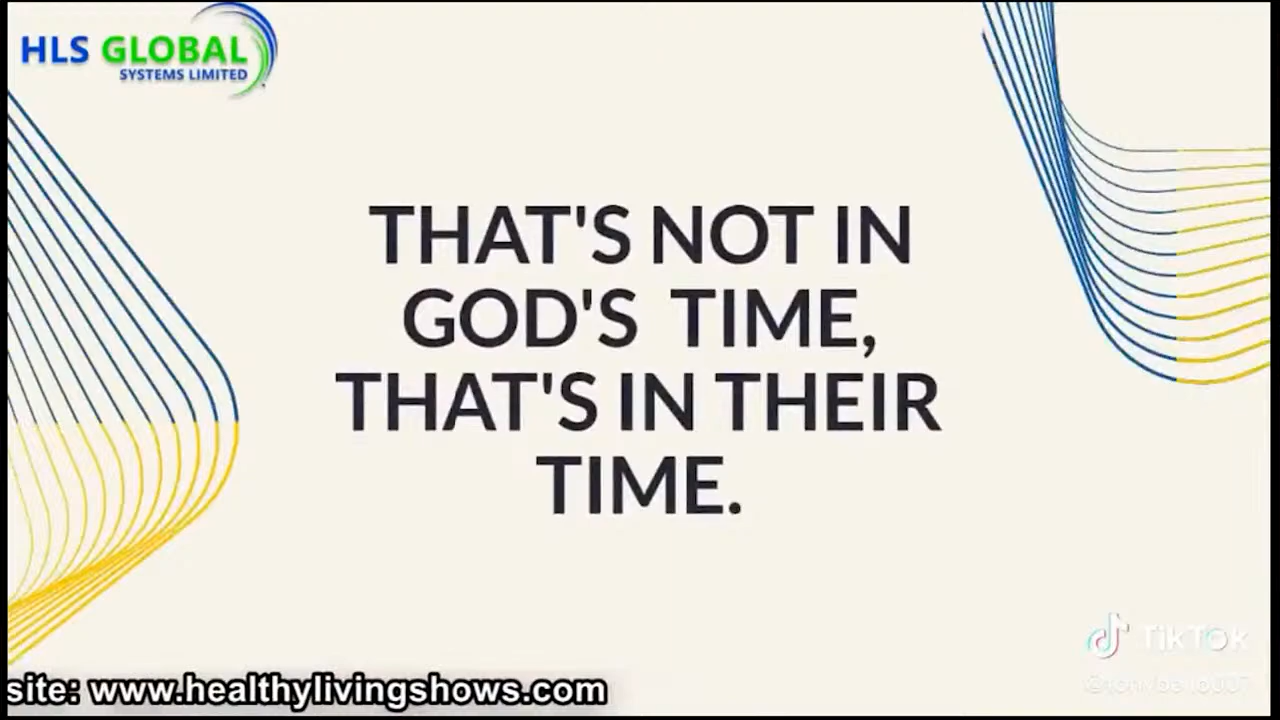 HLS GLOBAL
SYSTEMS LIMITED
THAT'S NOT IN
GOD'S TIME,
THAT'S IN THEIR
TIME.
TikTok
site: www.healthylivingshows.com